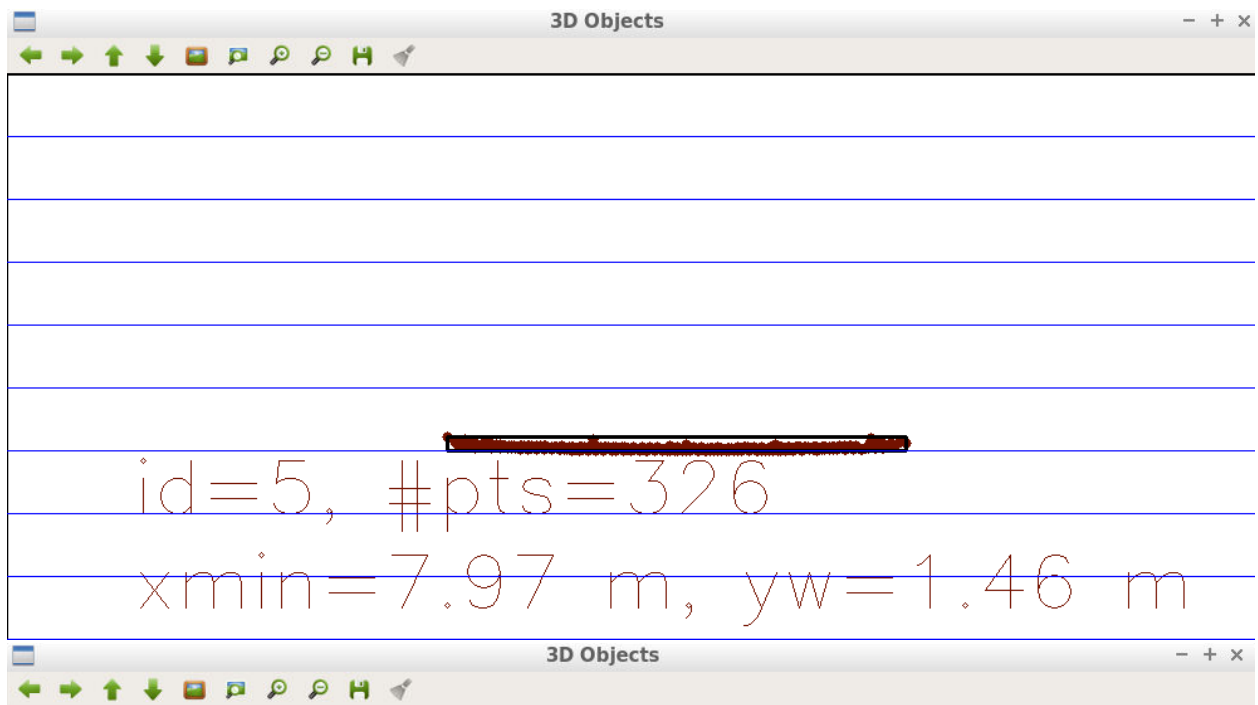 3D Objects
id=5, #pts=326
xmin=7.97 m, yw=1.46 m
3D Objects